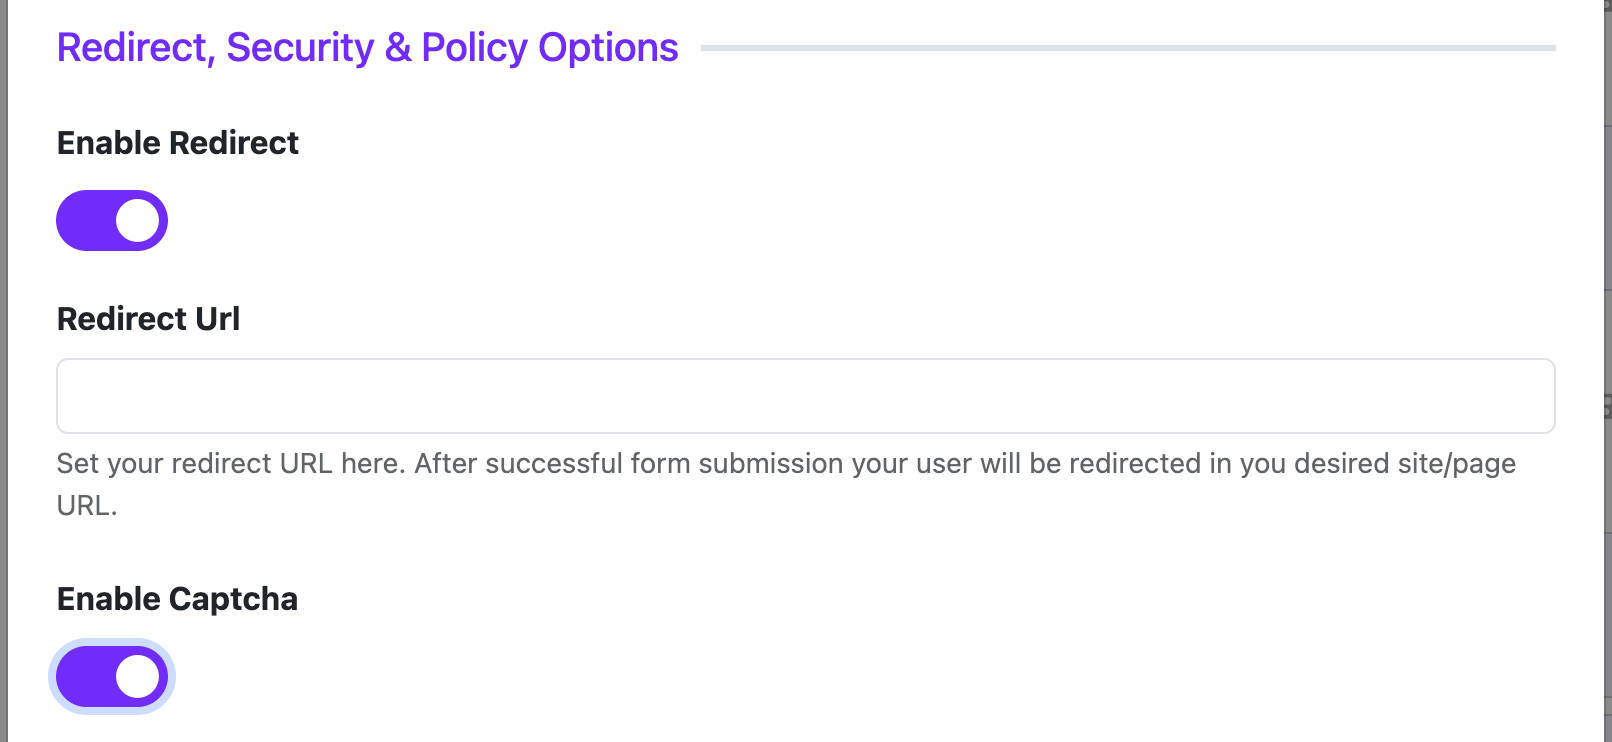 Redirect, Security & Policy Options
Enable Redirect
Redirect Url
Set your redirect URL here. After successful form submission your user will be redirected in you desired site/page
URL.
Enable Captcha